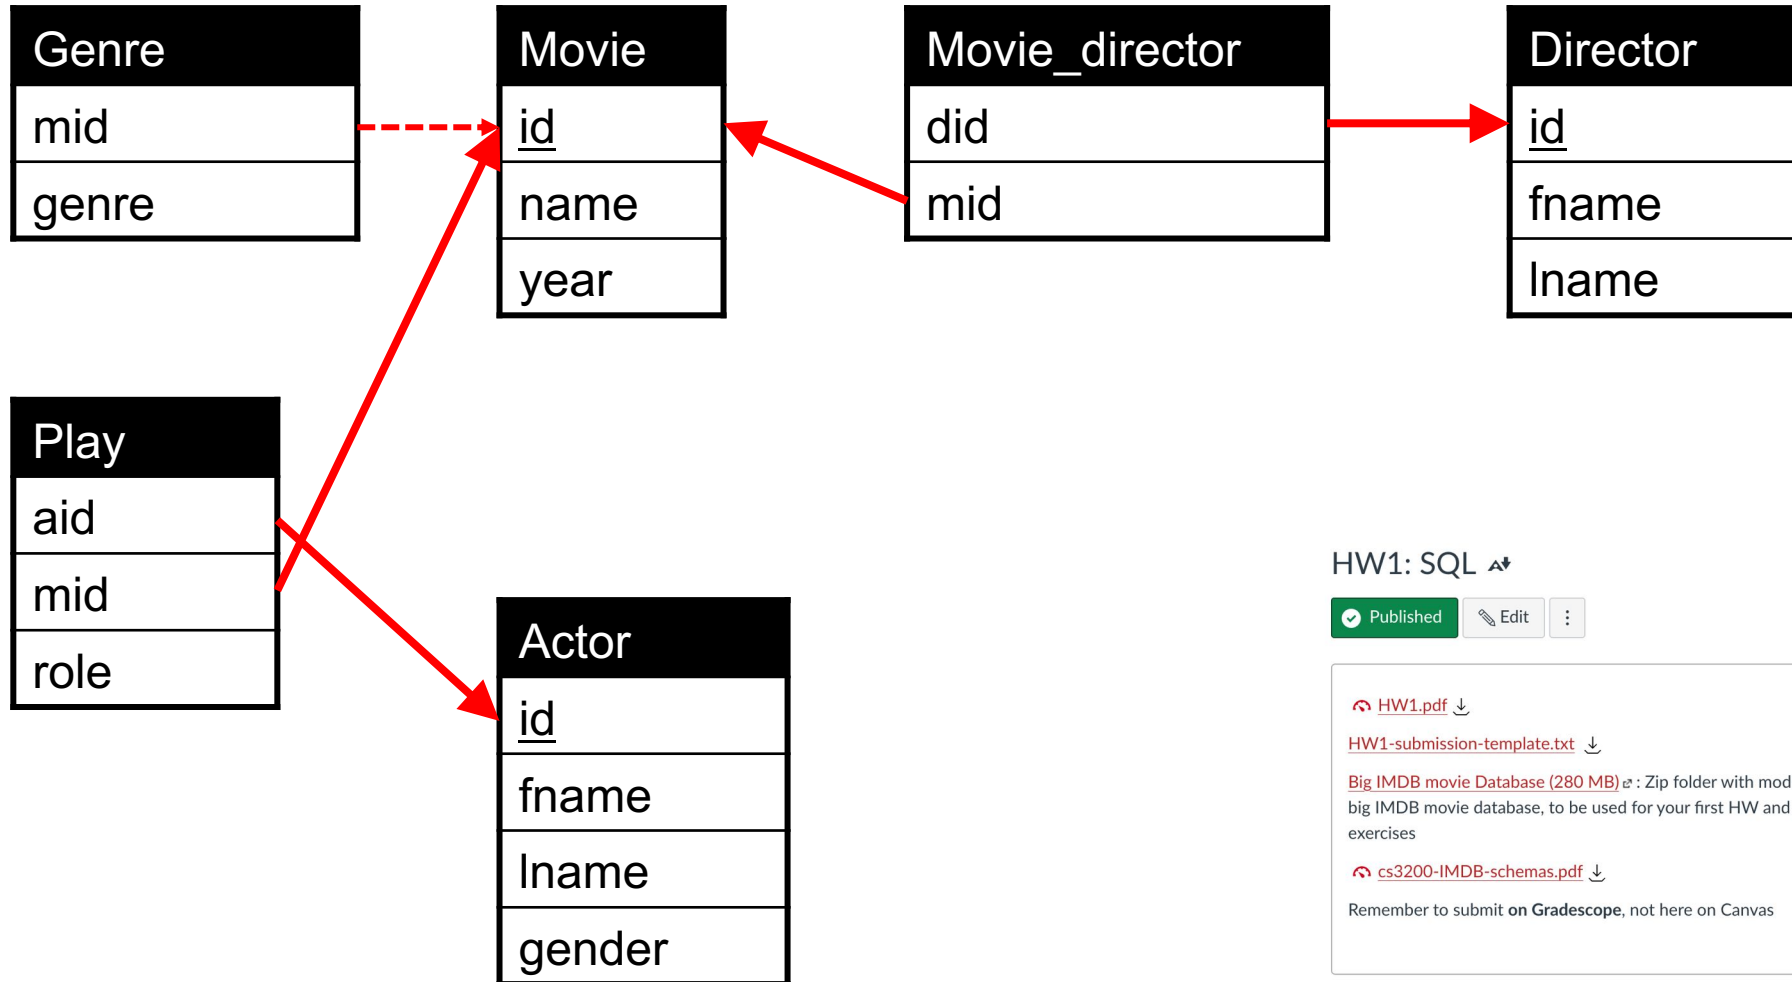 Genre
mid
genre
Movie
id
name
year
Movie_director
did
mid
Director
id
fname
lname
Play
aid
mid
role
Actor
id
fname
lname
gender
HW1: SQL
Published
Edit
HW1.pdf
HW1-submission-template.txt
Big IMDB movie Database (280 MB) : Zip folder with mod
big IMDB movie database, to be used for your first HW and
exercises
cs3200-IMDB-schemas.pdf
Remember to submit on Gradescope, not here on Canvas